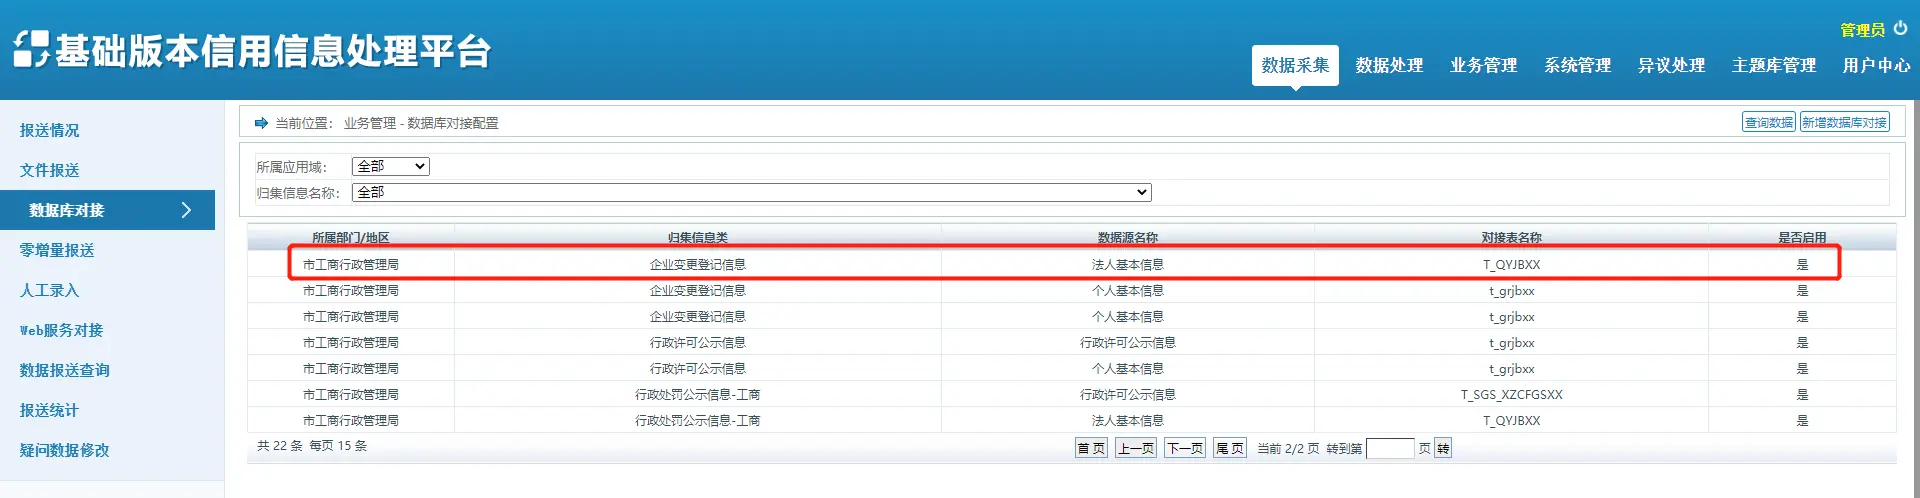 基础版本信用信息处理平台
管理员
数据采集 数据处理 业务管理 系统管理 异议处理 主题库管理 用户中心
报送情况
文件报送
数据库对接
零增量报送
人工录入
Web服务对接
数据报送查询
报送统计
疑问数据修改
当前位置： 业务管理 - 数据库对接配置
查询数据 新增数据库对接
所属应用域： 全部
归集信息名称： 全部
所属部门/地区 归集信息类 数据源名称 对接表名称 是否启用
市工商行政管理局 企业变更登记信息 法人基本信息 T_QYJBXX 是
市工商行政管理局 企业变更登记信息 个人基本信息 t_grjbxx 是
市工商行政管理局 企业变更登记信息 个人基本信息 t_grjbxx 是
市工商行政管理局 行政许可公示信息 行政许可公示信息 t_grjbxx 是
市工商行政管理局 行政许可公示信息 个人基本信息 t_grjbxx 是
市工商行政管理局 行政处罚公示信息-工商 行政许可公示信息 T_SGS_XZCFGSXX 是
市工商行政管理局 行政处罚公示信息-工商 法人基本信息 T_QYJBXX 是
共 22 条 每页 15 条
首 页 上一页 下一页 尾 页 当前 2/2 页 转到第 页 转